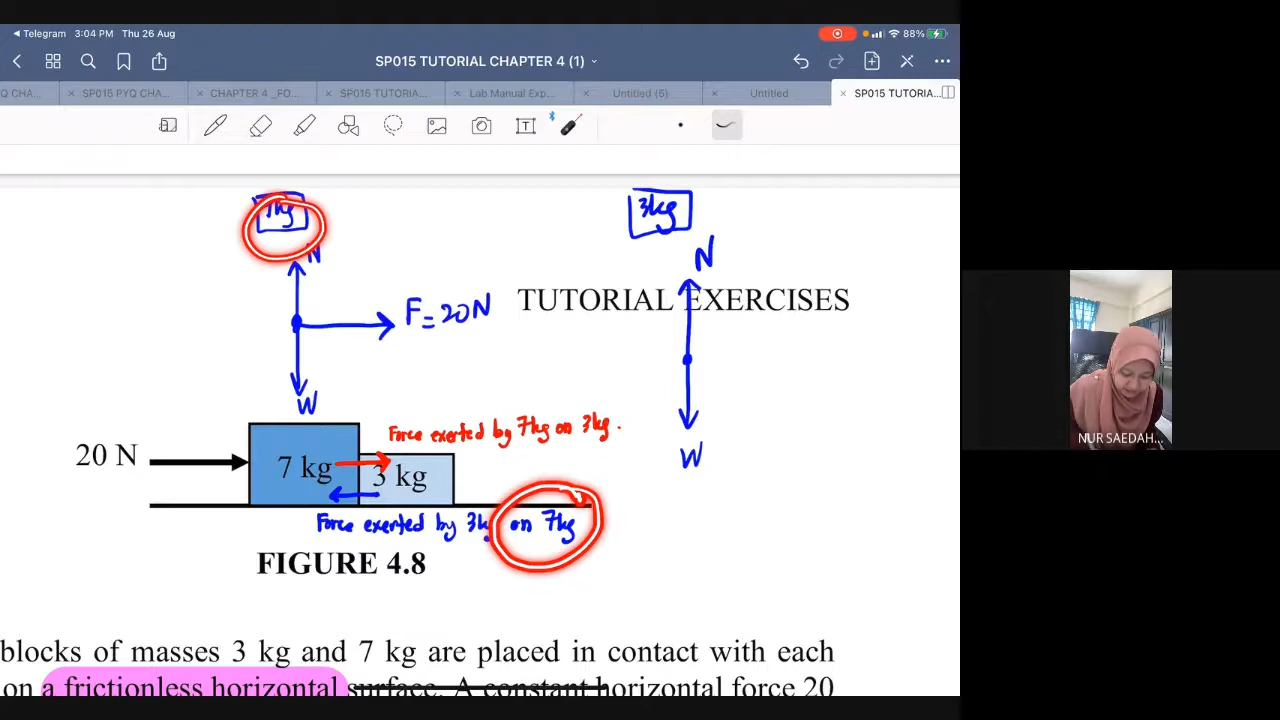 Telegram 3:04 PM Thu 26 Aug 88%
SP015 TUTORIAL CHAPTER 4 (1)
Q CHA... SP015 PYQ CHA... CHAPTER 4 _FO... SP015 TUTORIA... Lab Manual Exp... Untitled (5) Untitled SP015 TUTORIA...
7kg
3kg
N
N
F=20N
TUTORIAL EXERCISES
W
W
Force exerted by 7kg on 3kg.
20 N
7 kg
3 kg
Force exerted by 3kg on 7kg
FIGURE 4.8
NUR SAEDAH...
blocks of masses 3 kg and 7 kg are placed in contact with each
on a frictionless horizontal surface. A constant horizontal force 20